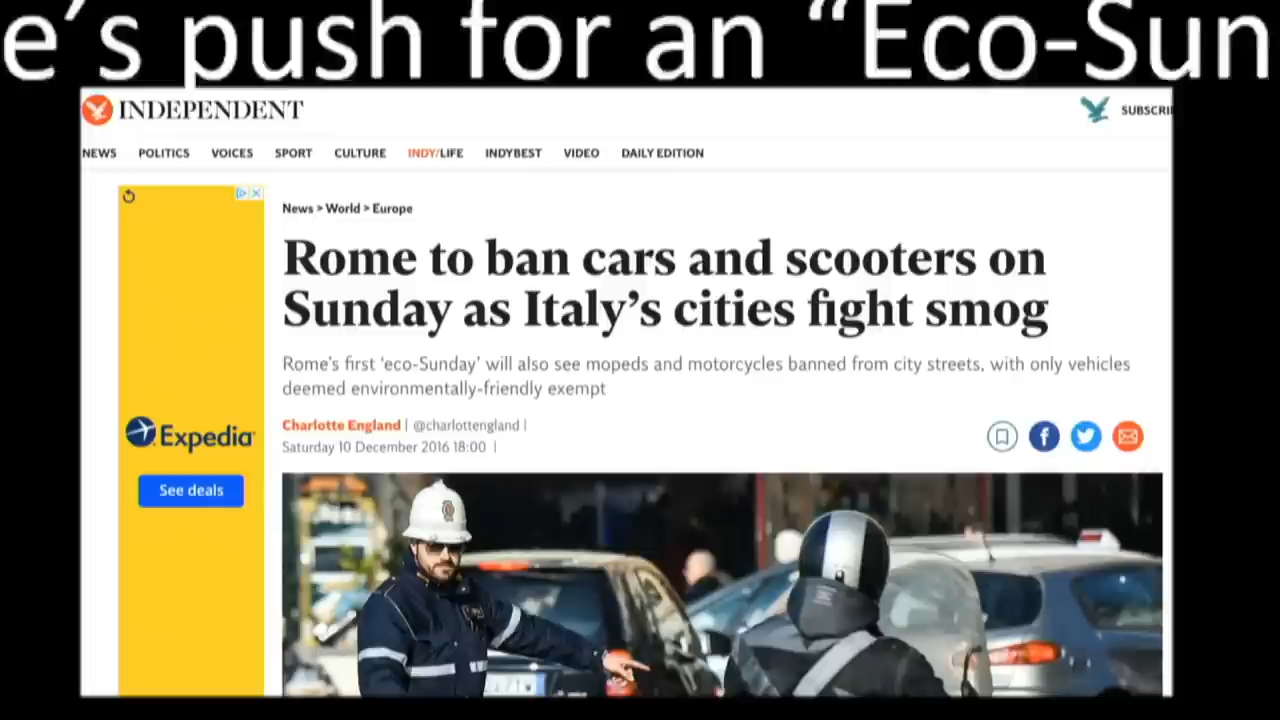 e’s push for an “Eco-Sun
INDEPENDENT
SUBSCRI
NEWS POLITICS VOICES SPORT CULTURE INDY/LIFE INDYBEST VIDEO DAILY EDITION
News > World > Europe
Rome to ban cars and scooters on
Sunday as Italy’s cities fight smog
Rome’s first ‘eco-Sunday’ will also see mopeds and motorcycles banned from city streets, with only vehicles
deemed environmentally-friendly exempt
Charlotte England | @charlottengland |
Saturday 10 December 2016 18:00 |
Expedia
See deals